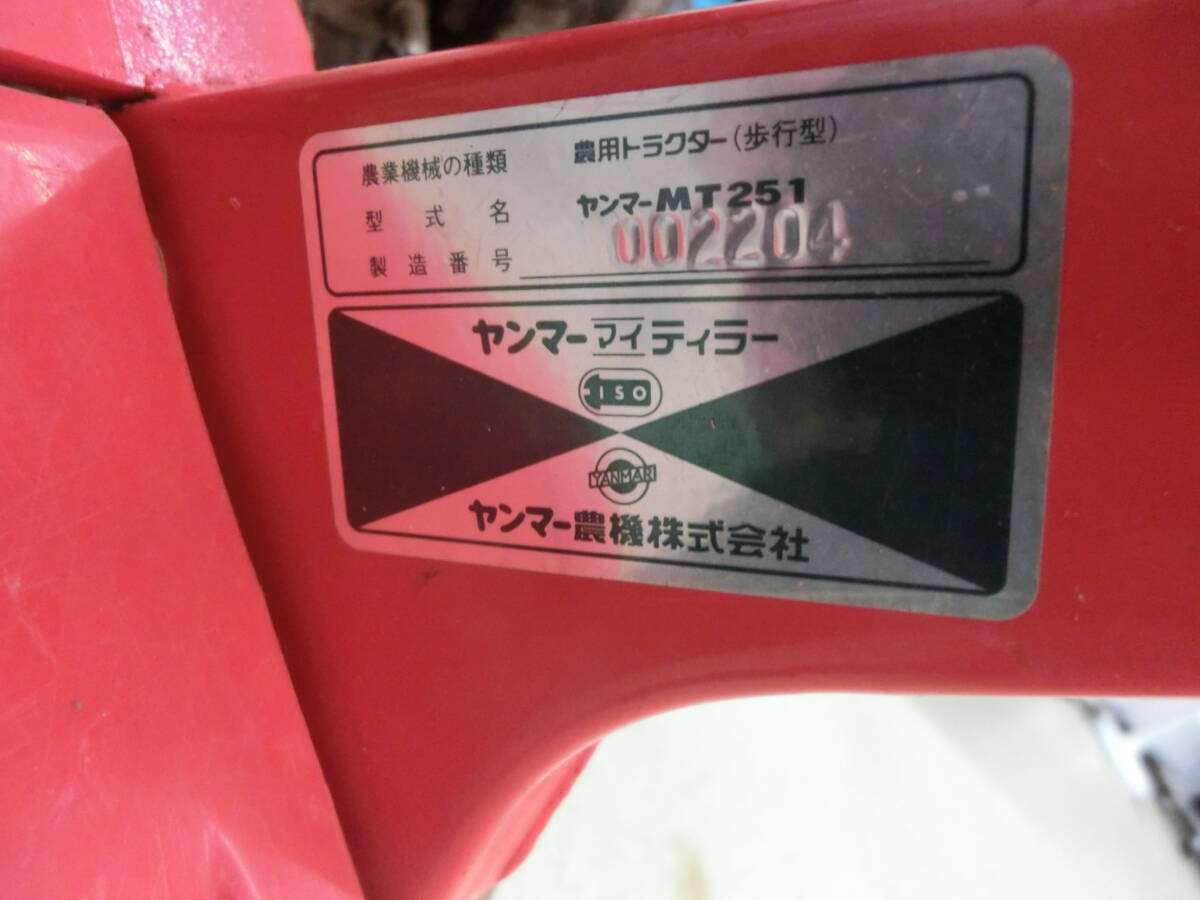 農業機械の種類 農用トラクター(歩行型)
型式名 ヤンマーMT251
製造番号 002204
ヤンマーマイティラー
ISO
YANMAR
ヤンマー農機株式会社